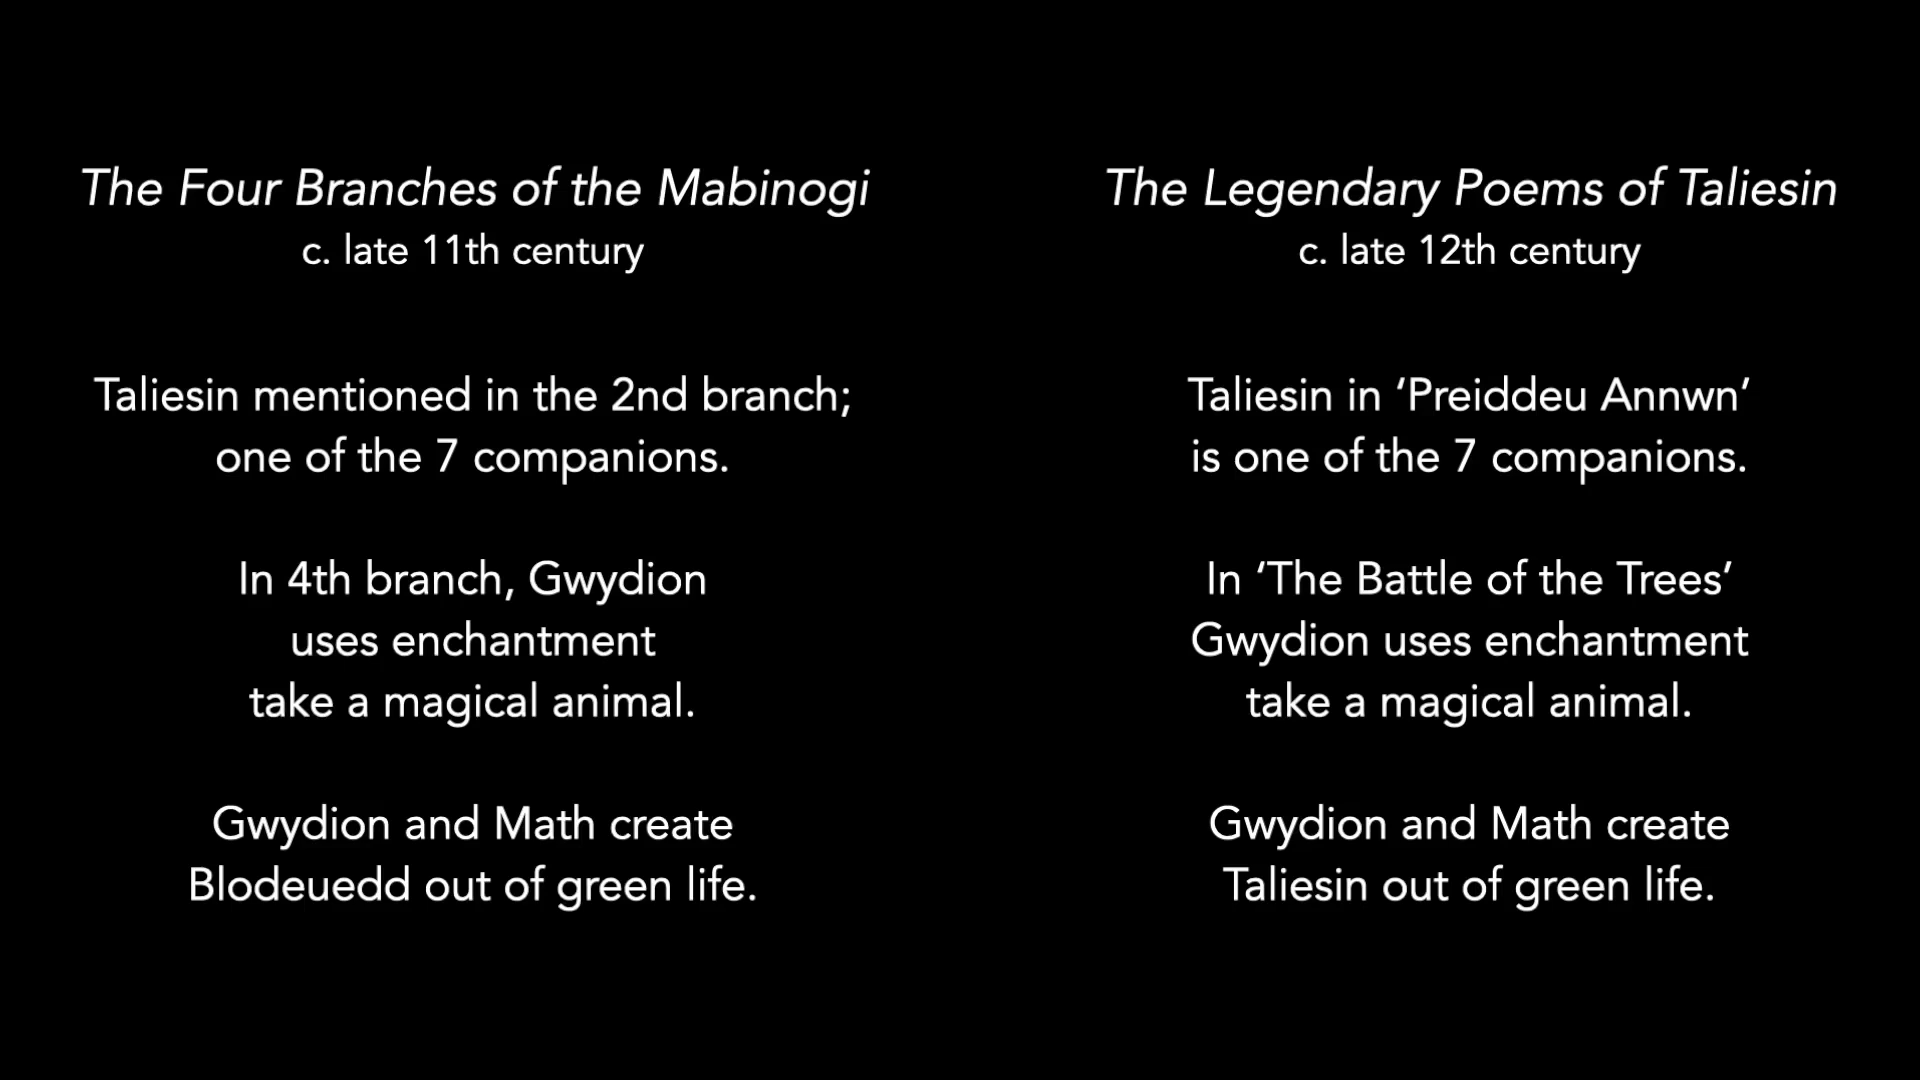 The Four Branches of the Mabinogi
c. late 11th century
Taliesin mentioned in the 2nd branch;
one of the 7 companions.
In 4th branch, Gwydion
uses enchantment
take a magical animal.
Gwydion and Math create
Blodeuedd out of green life.
The Legendary Poems of Taliesin
c. late 12th century
Taliesin in ‘Preiddeu Annwn’
is one of the 7 companions.
In ‘The Battle of the Trees’
Gwydion uses enchantment
take a magical animal.
Gwydion and Math create
Taliesin out of green life.